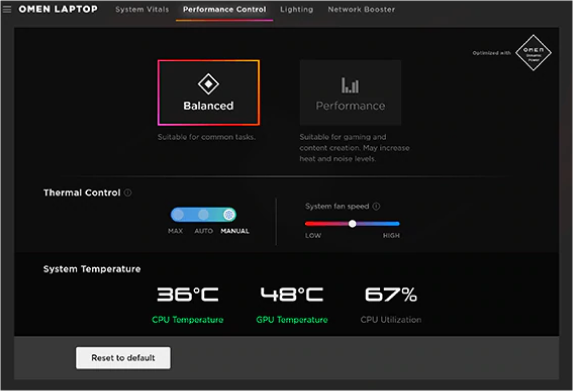 OMEN LAPTOP System Vitals Performance Control Lighting Network Booster
Optimized with
OMEN
Dynamic
Power
Balanced
Suitable for common tasks.
Performance
Suitable for gaming and
content creation. May increase
heat and noise levels.
Thermal Control
MAX AUTO MANUAL
System fan speed
LOW HIGH
System Temperature
36°C 48°C 67%
CPU Temperature GPU Temperature CPU Utilization
Reset to default